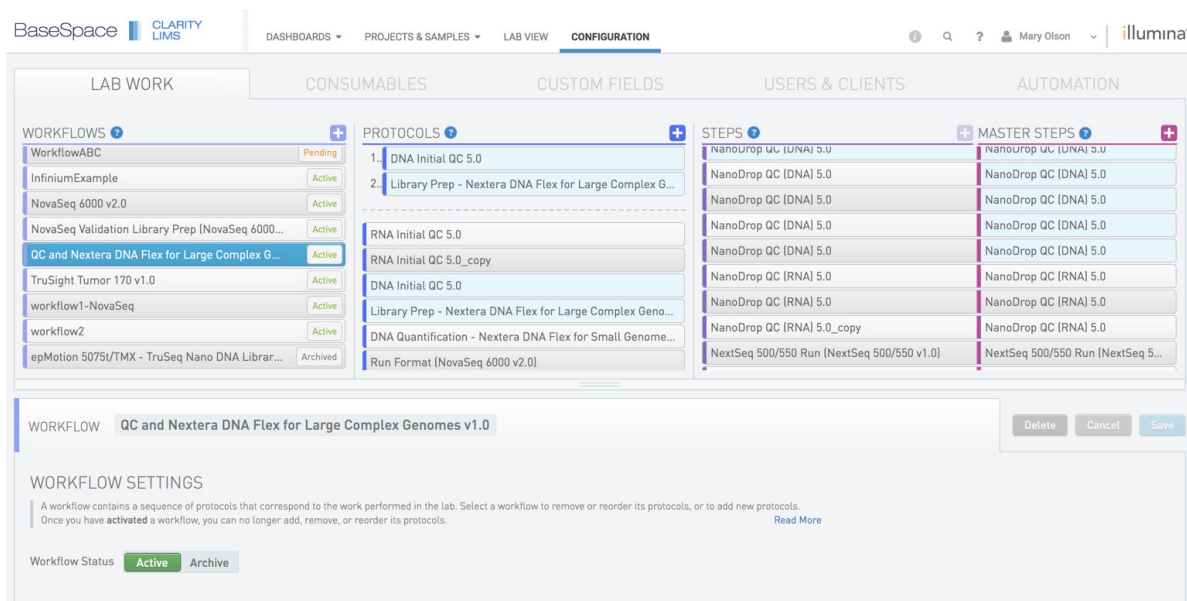 BaseSpace CLARITY LIMS
DASHBOARDS PROJECTS & SAMPLES LAB VIEW CONFIGURATION
? Mary Olson illumina
LAB WORK CONSUMABLES CUSTOM FIELDS USERS & CLIENTS AUTOMATION
WORKFLOWS ? +
WorkflowABC Pending
InfiniumExample Active
NovaSeq 6000 v2.0 Active
NovaSeq Validation Library Prep (NovaSeq 6000... Active
QC and Nextera DNA Flex for Large Complex G... Active
TruSight Tumor 170 v1.0 Active
workflow1-NovaSeq Active
workflow2 Active
epMotion 5075t/TMX - TruSeq Nano DNA Librar... Archived
PROTOCOLS ? +
1.. DNA Initial QC 5.0
2.. Library Prep - Nextera DNA Flex for Large Complex G...
RNA Initial QC 5.0
RNA Initial QC 5.0_copy
DNA Initial QC 5.0
Library Prep - Nextera DNA Flex for Large Complex Geno...
DNA Quantification - Nextera DNA Flex for Small Genome...
Run Format (NovaSeq 6000 v2.0)
STEPS ? +
NanoDrop QC (DNA) 5.0
NanoDrop QC (DNA) 5.0
NanoDrop QC (DNA) 5.0
NanoDrop QC (DNA) 5.0
NanoDrop QC (DNA) 5.0
NanoDrop QC (RNA) 5.0
NanoDrop QC (RNA) 5.0
NanoDrop QC (RNA) 5.0_copy
NextSeq 500/550 Run (NextSeq 500/550 v1.0)
MASTER STEPS ? +
NanoDrop QC (DNA) 5.0
NanoDrop QC (DNA) 5.0
NanoDrop QC (DNA) 5.0
NanoDrop QC (DNA) 5.0
NanoDrop QC (DNA) 5.0
NanoDrop QC (RNA) 5.0
NanoDrop QC (RNA) 5.0
NanoDrop QC (RNA) 5.0
NextSeq 500/550 Run (NextSeq 5...
WORKFLOW QC and Nextera DNA Flex for Large Complex Genomes v1.0
Delete Cancel Save
WORKFLOW SETTINGS
A workflow contains a sequence of protocols that correspond to the work performed in the lab. Select a workflow to remove or reorder its protocols, or to add new protocols.
Once you have activated a workflow, you can no longer add, remove, or reorder its protocols. Read More
Workflow Status Active Archive